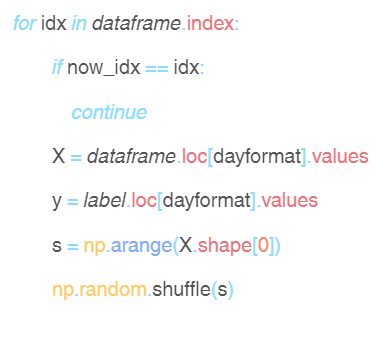 for idx in dataframe.index:
if now_idx == idx:
continue
X = dataframe.loc[dayformat].values
y = label.loc[dayformat].values
s = np.arange(X.shape[0])
np.random.shuffle(s)